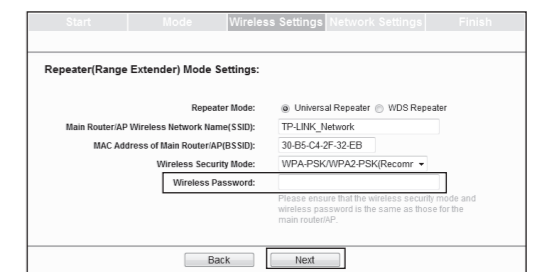 Start Mode Wireless Settings Network Settings Finish
Repeater(Range Extender) Mode Settings:
Repeater Mode: Universal Repeater WDS Repeater
Main Router/AP Wireless Network Name(SSID): TP-LINK_Network
MAC Address of Main Router/AP(BSSID): 30-B5-C4-2F-32-EB
Wireless Security Mode: WPA-PSK/WPA2-PSK(Recomr
Wireless Password:
Please ensure that the wireless security mode and
wireless password is the same as those for the
main router/AP.
Back Next